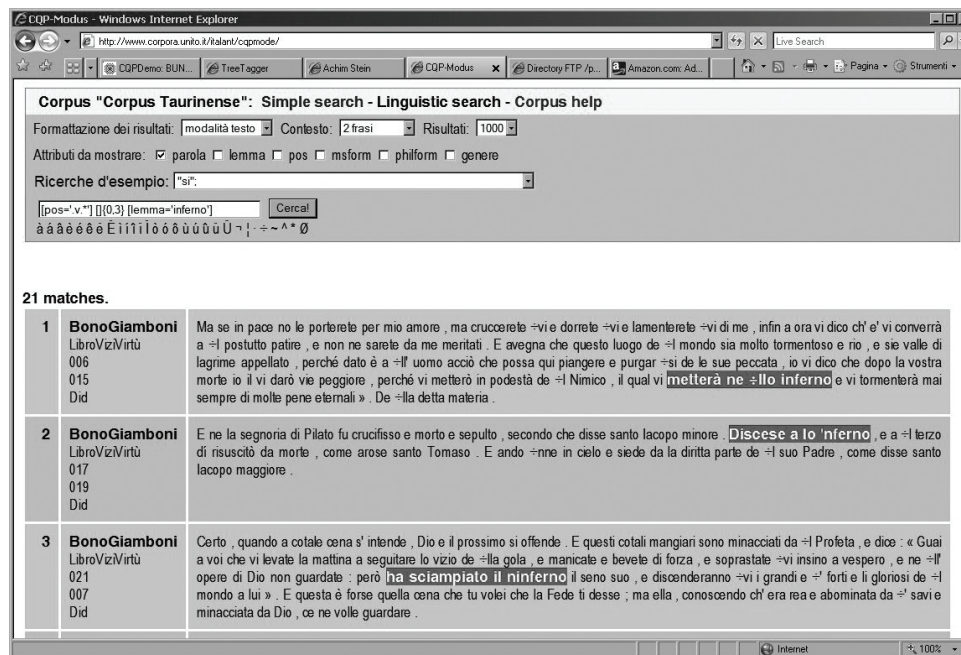 CQP-Modus - Windows Internet Explorer
http://www.corpora.unito.it/italant/cqpmode/
Live Search
CQPDemo: BUN...
TreeTagger
Achim Stein
CQP-Modus
Directory FTP /p...
Amazon.com: Ad...
Pagina
Strumenti
Corpus "Corpus Taurinense": Simple search - Linguistic search - Corpus help
Formattazione dei risultati: modalità testo Contesto: 2 frasi Risultati: 1000
Attributi da mostrare: parola lemma pos msform philform genere
Ricerche d'esempio: "si";
[pos='.v.*'] []{0,3} [lemma='inferno'] Cerca!
21 matches.
1 BonoGiamboni
LibroViziVirtù
006
015
Did
Ma se in pace no le porterete per mio amore , ma cruccerete ÷vi e dorrete ÷vi e lamenterete ÷vi di me , infin a ora vi dico ch' e' vi converrà
a ÷l postutto patire , e non ne sarete da me meritati . E avegna che questo luogo de ÷l mondo sia molto tormentoso e rio , e sie valle di
lagrime appellato , perché dato è a ÷ll' uomo acciò che possa qui piangere e purgar ÷si de le sue peccata , io vi dico che dopo la vostra
morte io il vi darò vie peggiore , perché vi metterò in podestà de ÷l Nimico , il qual vi metterà ne ÷llo inferno e vi tormenterà mai
sempre di molte pene eternali » . De ÷lla detta materia .
2 BonoGiamboni
LibroViziVirtù
017
019
Did
E ne la segnoria di Pilato fu crucifisso e morto e sepulto , secondo che disse santo Iacopo minore . Discese a lo 'nferno , e a ÷l terzo
dì risuscitò da morte , come arose santo Tomaso . E ando ÷nne in cielo e siede da la diritta parte de ÷l suo Padre , come disse santo
Iacopo maggiore .
3 BonoGiamboni
LibroViziVirtù
021
007
Did
Certo , quando a cotale cena s' intende , Dio e il prossimo si offende . E questi cotali mangiari sono minacciati da ÷l Profeta , e dice : « Guai
a voi che vi levate la mattina a seguitare lo vizio de ÷lla gola , e manicate e bevete di forza , e soprastate ÷vi insino a vespero , e ne ÷ll'
opere di Dio non guardate : però ha sciampiato il ninferno il seno suo , e discenderanno ÷vi i grandi e ÷' forti e li gloriosi de ÷l
mondo a lui » . E questa è forse quella cena che tu volei che la Fede ti desse ; ma ella , conoscendo ch' era rea e abominata da ÷' savi e
minacciata da Dio , ce ne volle guardare .
Internet
100%